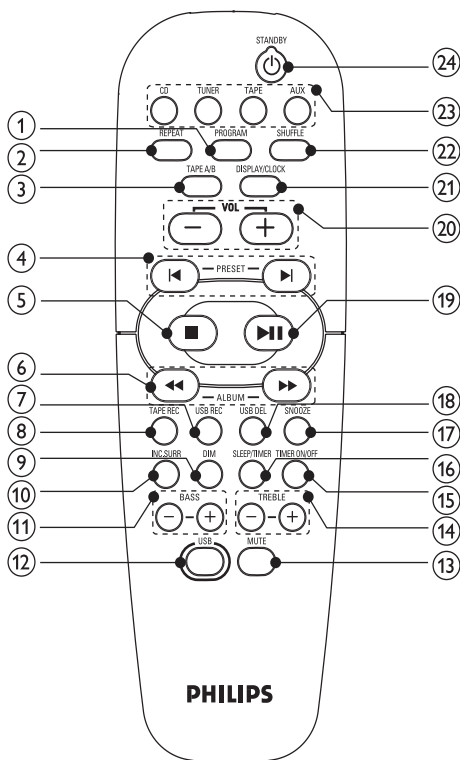 STANDBY
24
CD TUNER TAPE AUX
23
1
REPEAT PROGRAM SHUFFLE
2
22
TAPE A/B DISPLAY/CLOCK
3
21
VOL
− +
20
4
PRESET
5
19
6
ALBUM
7
18
TAPE REC USB REC USB DEL SNOOZE
8
17
9
INC.SURR DIM SLEEP/TIMER TIMER ON/OFF
16
10
15
BASS TREBLE
− + − +
11
14
USB MUTE
12
13
PHILIPS